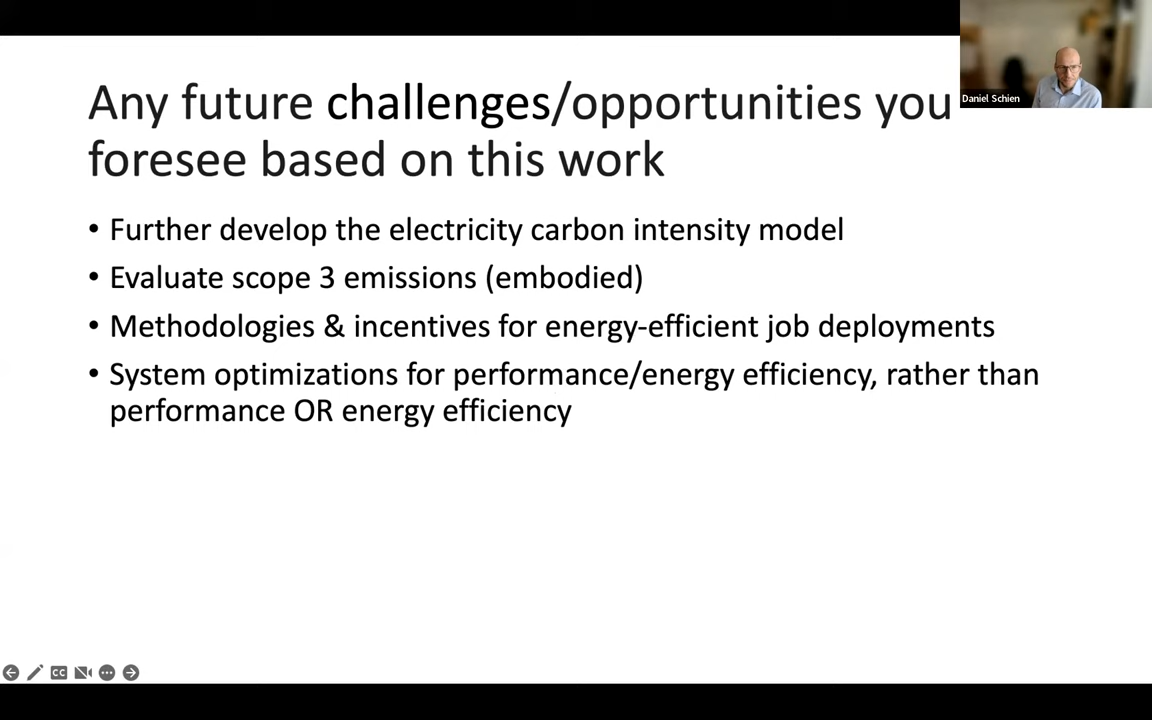 Any future challenges/opportunities you
foresee based on this work
Daniel Schien
• Further develop the electricity carbon intensity model
• Evaluate scope 3 emissions (embodied)
• Methodologies & incentives for energy-efficient job deployments
• System optimizations for performance/energy efficiency, rather than
performance OR energy efficiency
CC